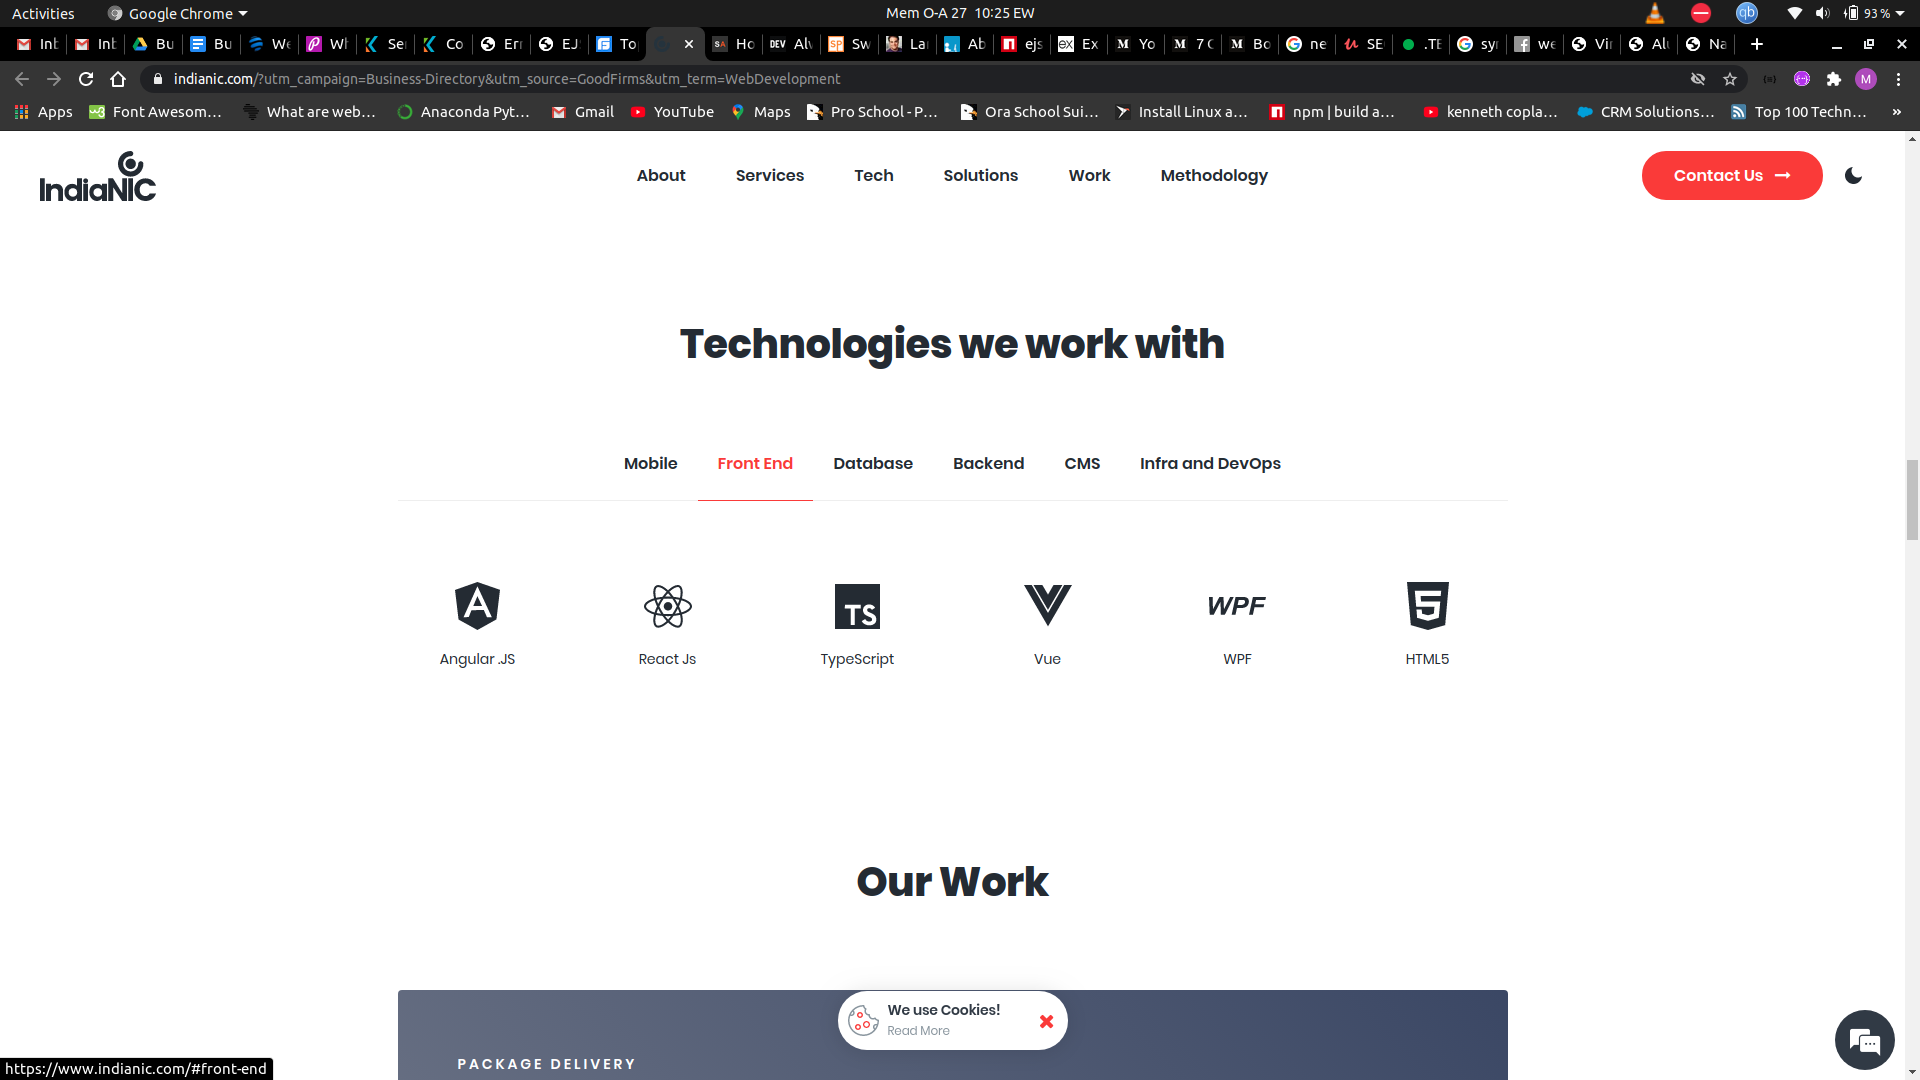 Activities Google Chrome Mem O-A 27 10:25 EW 93 %
Int Int Bu Bu We Wh Se Co Err EJ To Ho DEV Alv Sw Lar Ab ejs ex Ex Yo 7 C Bo ne SE .TE syr we Vir Alt Na
indianic.com/?utm_campaign=Business-Directory&utm_source=GoodFirms&utm_term=WebDevelopment M
Apps Font Awesom... What are web... Anaconda Pyt... Gmail YouTube Maps Pro School - P... Ora School Sui... Install Linux a... npm | build a... kenneth copla... CRM Solutions... Top 100 Techn... »
IndiaNIC
About Services Tech Solutions Work Methodology Contact Us
Technologies we work with
Mobile Front End Database Backend CMS Infra and DevOps
TS WPF
Angular .JS React Js TypeScript Vue WPF HTML5
Our Work
We use Cookies!
Read More
PACKAGE DELIVERY
https://www.indianic.com/#front-end